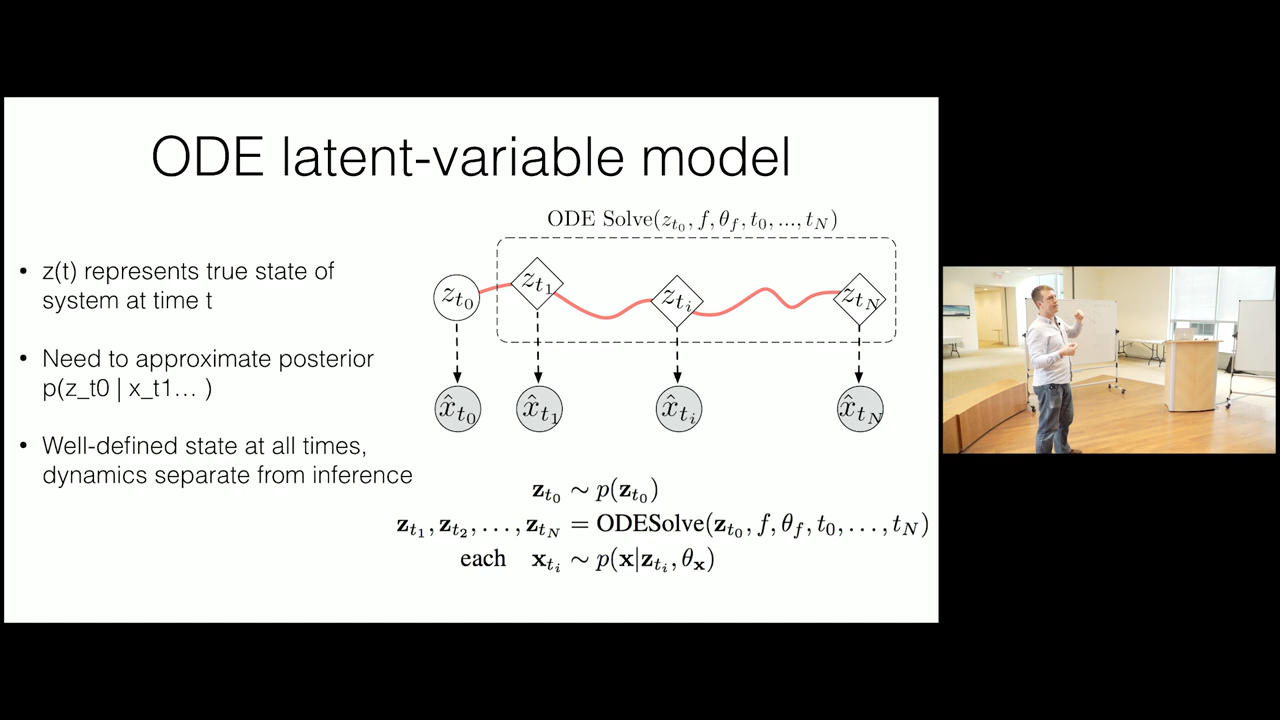 ODE latent-variable model
• z(t) represents true state of
system at time t
• Need to approximate posterior
p(z_t0 | x_t1… )
• Well-defined state at all times,
dynamics separate from inference
ODE Solve(z_{t_0}, f, θ_f, t_0, ..., t_N)
z_{t_0} z_{t_1} z_{t_i} z_{t_N}
x̂_{t_0} x̂_{t_1} x̂_{t_i} x̂_{t_N}
z_{t_0} ∼ p(z_{t_0})
z_{t_1}, z_{t_2}, . . . , z_{t_N} = ODESolve(z_{t_0}, f, θ_f, t_0, . . . , t_N)
each x_{t_i} ∼ p(x|z_{t_i}, θ_x)